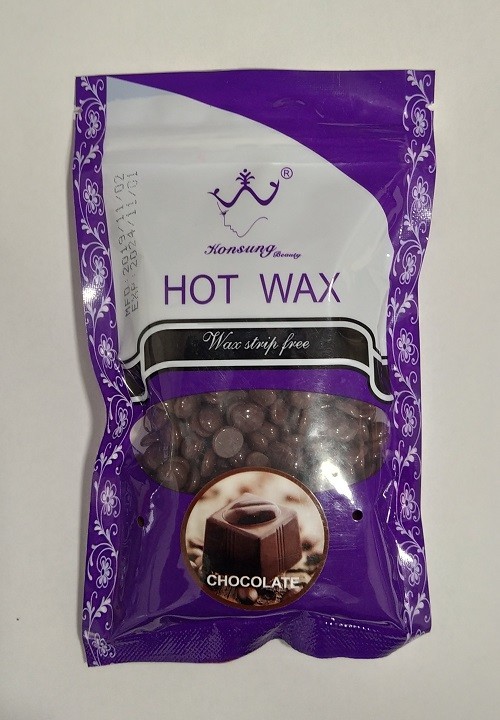 MFD: 2019/11/02
EXP: 2024/11/01
®
Konsung
Beauty
HOT WAX
Wax strip free
CHOCOLATE